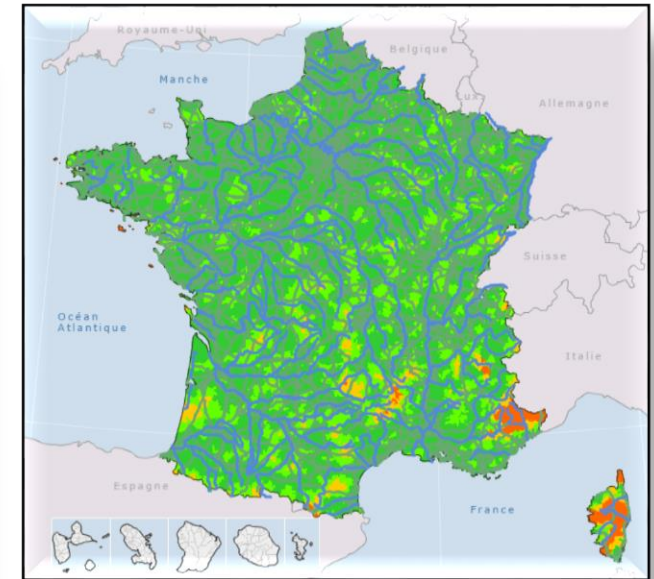 Royaume-Uni
Belgique
Manche
Lux.
Allemagne
Suisse
Océan
Atlantique
Italie
Espagne
France